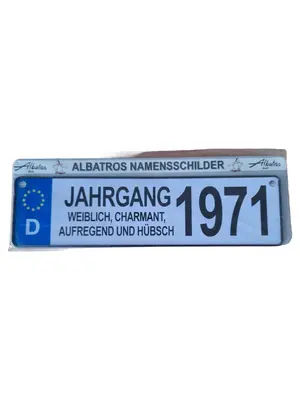 Albatros ALBATROS NAMENSSCHILDER Albatros
JAHRGANG 1971
WEIBLICH, CHARMANT,
AUFREGEND UND HÜBSCH
D